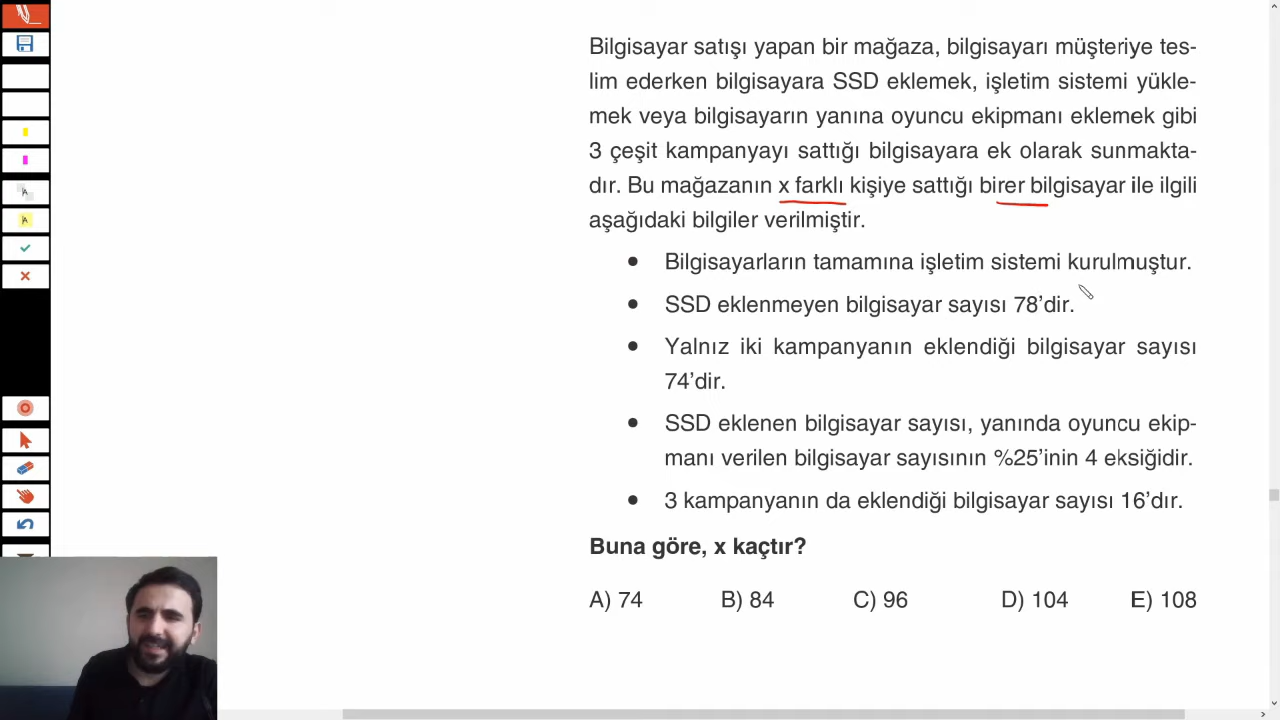 Bilgisayar satışı yapan bir mağaza, bilgisayarı müşteriye tes-
lim ederken bilgisayara SSD eklemek, işletim sistemi yükle-
mek veya bilgisayarın yanına oyuncu ekipmanı eklemek gibi
3 çeşit kampanyayı sattığı bilgisayara ek olarak sunmakta-
dır. Bu mağazanın x farklı kişiye sattığı birer bilgisayar ile ilgili
aşağıdaki bilgiler verilmiştir.
• Bilgisayarların tamamına işletim sistemi kurulmuştur.
• SSD eklenmeyen bilgisayar sayısı 78’dir.
• Yalnız iki kampanyanın eklendiği bilgisayar sayısı
74’dir.
• SSD eklenen bilgisayar sayısı, yanında oyuncu ekip-
manı verilen bilgisayar sayısının %25’inin 4 eksiğidir.
• 3 kampanyanın da eklendiği bilgisayar sayısı 16’dır.
Buna göre, x kaçtır?
A) 74 B) 84 C) 96 D) 104 E) 108